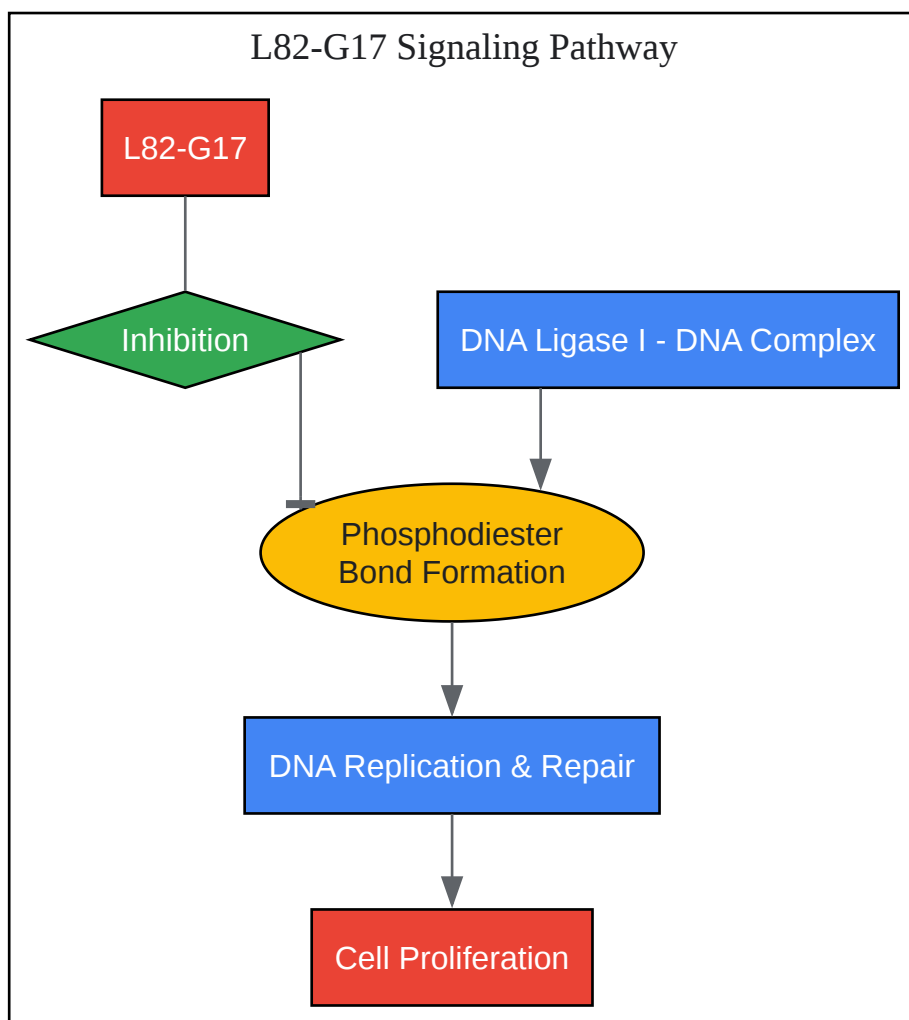 L82-G17 Signaling Pathway
L82-G17
Inhibition
DNA Ligase I - DNA Complex
Phosphodiester
Bond Formation
DNA Replication & Repair
Cell Proliferation